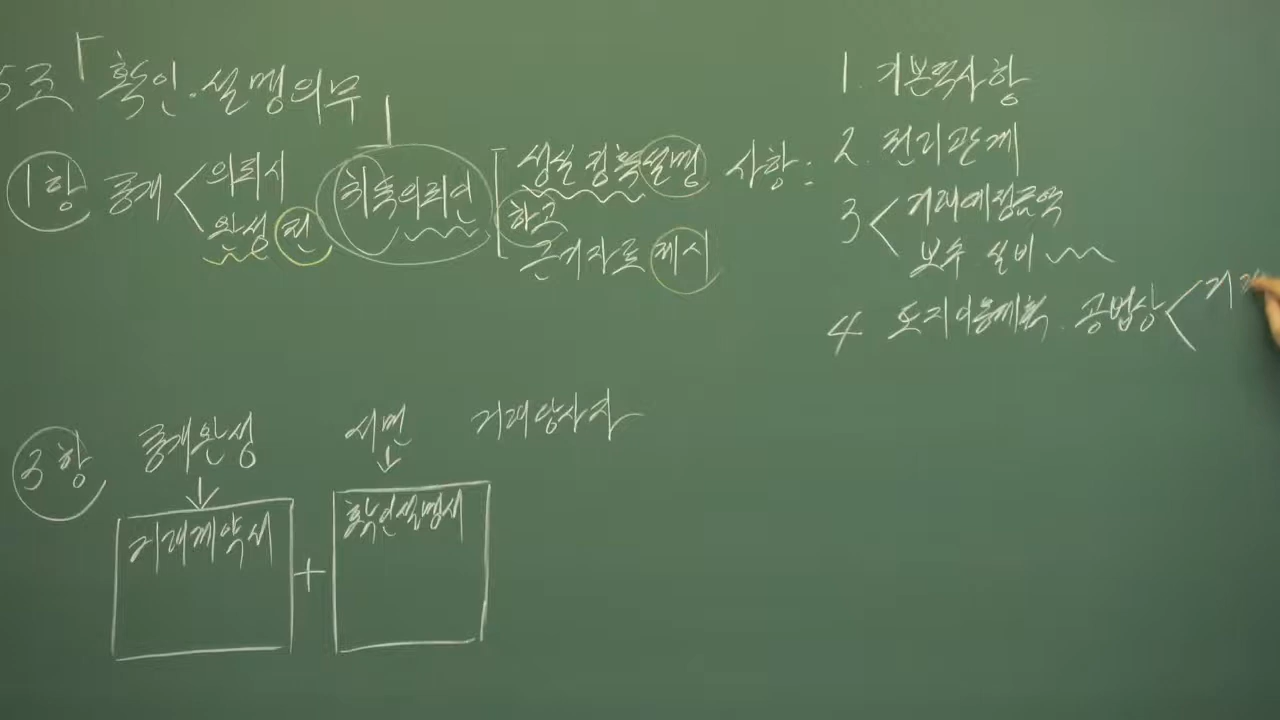 5조 「확인·설명의무
1항 중개 의뢰시
완성 전
취득의뢰인
성실 정확 설명
하고
근거자료 제시
사항:
1. 기본적사항
2. 권리관계
3 거래예정금액
보수 실비
4 토지이용계획. 공법상
거래
3항 중개완성
서면 거래당사자
거래계약서 + 확인설명서